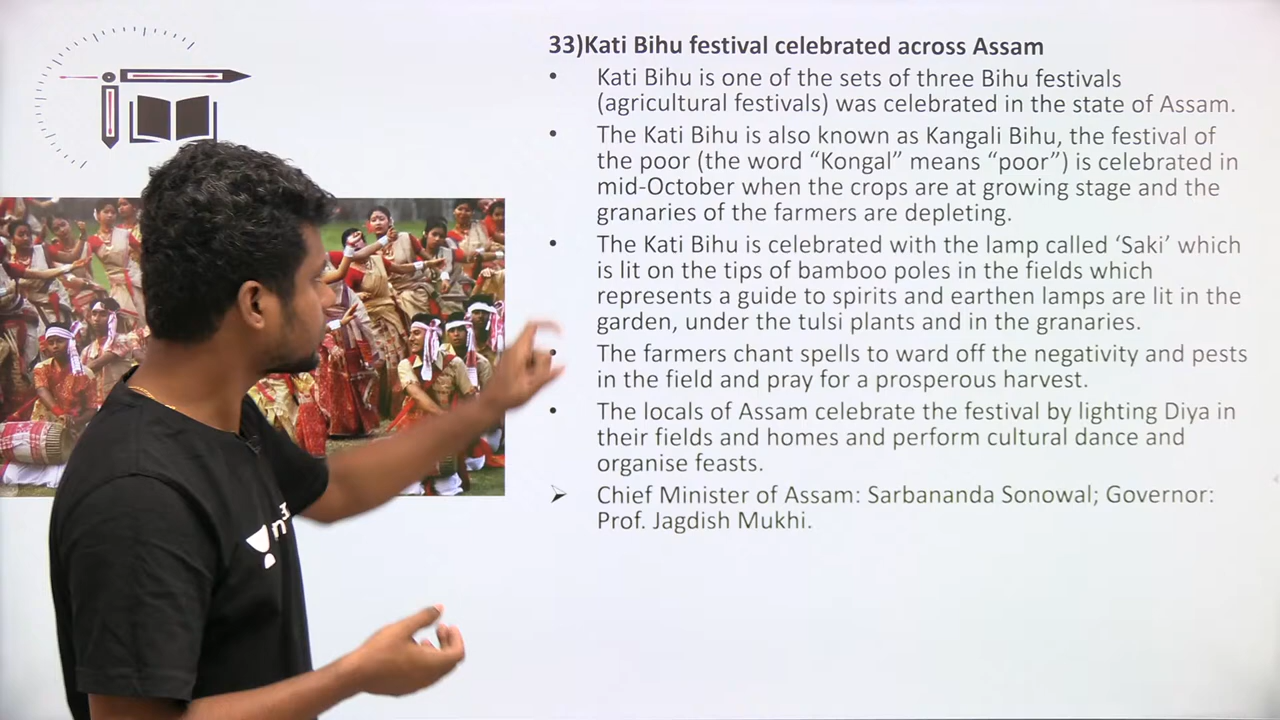 33)Kati Bihu festival celebrated across Assam
• Kati Bihu is one of the sets of three Bihu festivals
(agricultural festivals) was celebrated in the state of Assam.
• The Kati Bihu is also known as Kangali Bihu, the festival of
the poor (the word “Kongal” means “poor”) is celebrated in
mid-October when the crops are at growing stage and the
granaries of the farmers are depleting.
• The Kati Bihu is celebrated with the lamp called ‘Saki’ which
is lit on the tips of bamboo poles in the fields which
represents a guide to spirits and earthen lamps are lit in the
garden, under the tulsi plants and in the granaries.
• The farmers chant spells to ward off the negativity and pests
in the field and pray for a prosperous harvest.
• The locals of Assam celebrate the festival by lighting Diya in
their fields and homes and perform cultural dance and
organise feasts.
➢ Chief Minister of Assam: Sarbananda Sonowal; Governor:
Prof. Jagdish Mukhi.